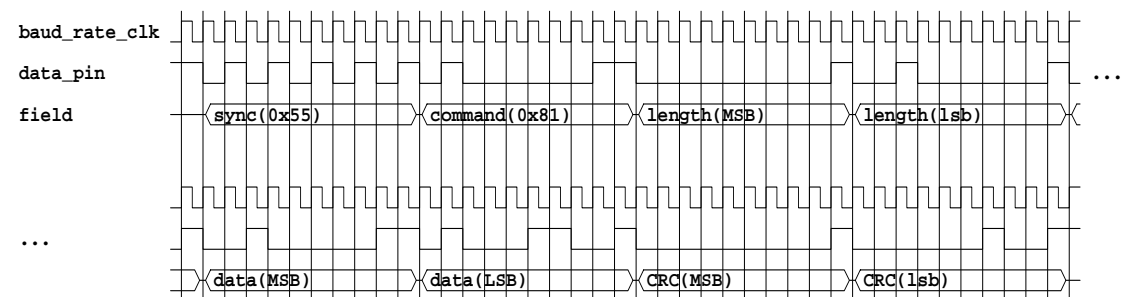 baud_rate_clk
data_pin ...
field sync(0x55) command(0x81) length(MSB) length(lsb)
...
data(MSB) data(LSB) CRC(MSB) CRC(lsb)